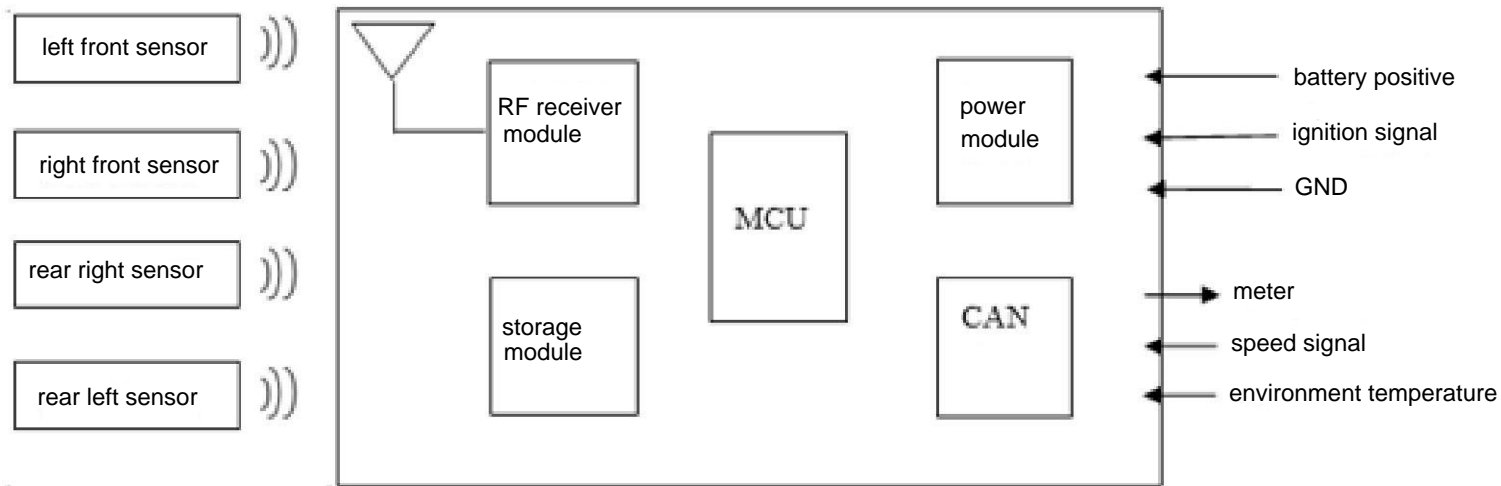 left front sensor
right front sensor
rear right sensor
rear left sensor
RF receiver
module
storage
module
MCU
power
module
CAN
battery positive
ignition signal
GND
meter
speed signal
environment temperature